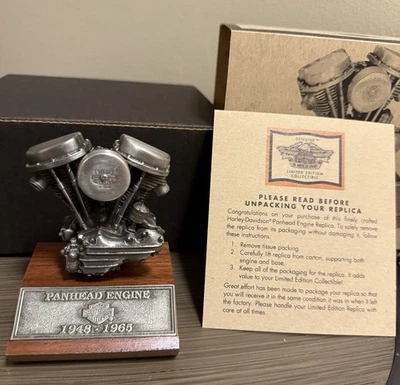 PANHEAD ENGINE
1948 - 1965
LIMITED EDITION
COLLECTIBLE
PLEASE READ BEFORE
UNPACKING YOUR REPLICA
Congratulations on your purchase of this finely crafted
Harley-Davidson® Panhead Engine Replica. To safely remove
the replica from its packaging without damaging it, follow
these instructions:
1. Remove tissue packing.
2. Carefully lift replica from carton, supporting both
engine and base.
3. Keep all of the packaging for the replica. It adds
value to your Limited Edition Collectible!
Great effort has been made to package your replica so that
you will receive it in the same condition it was in when it left
the factory. Please handle your Limited Edition Replica with
care at all times.